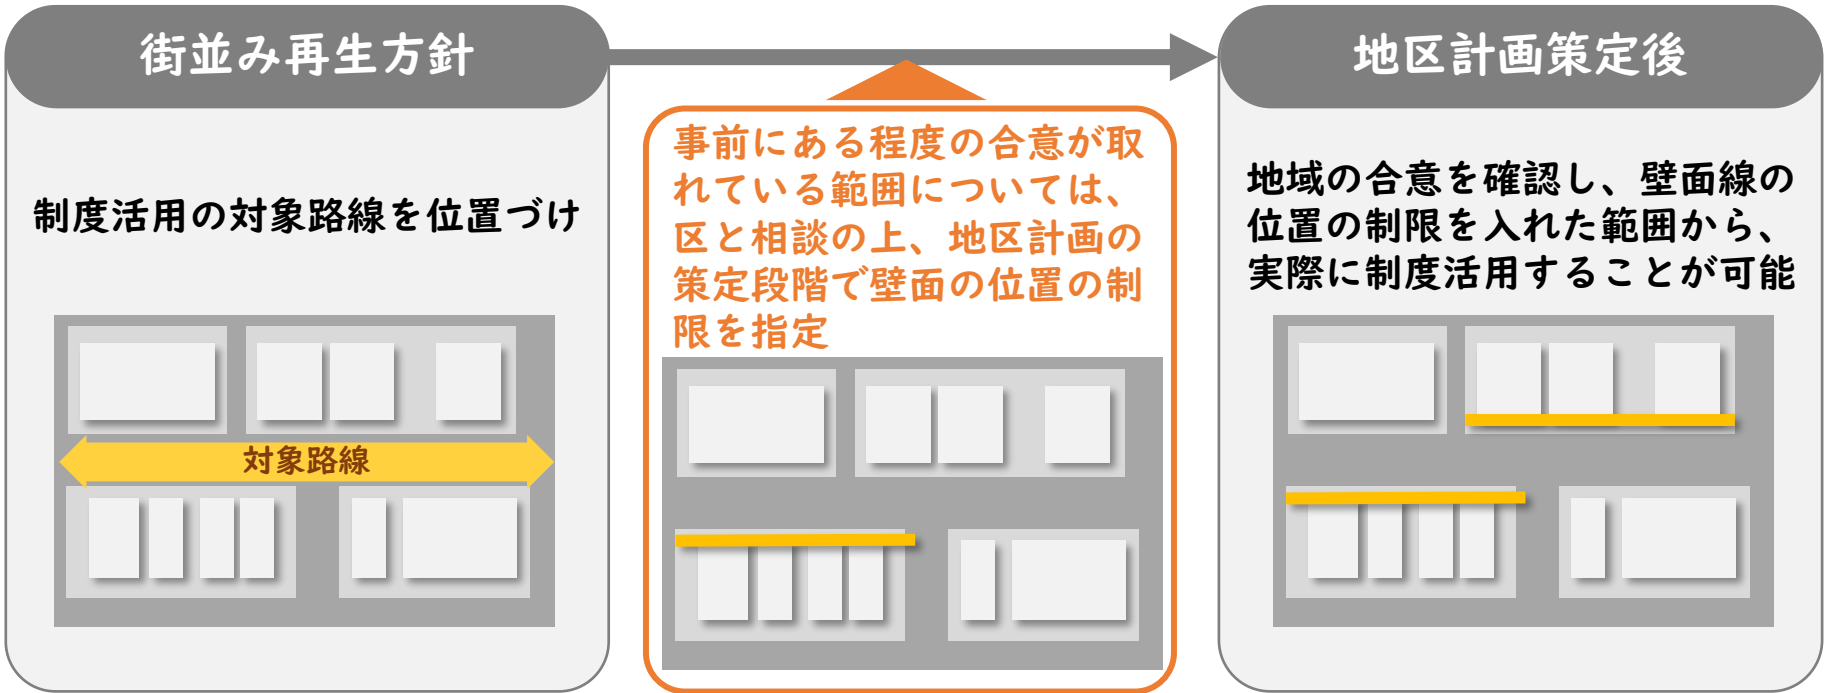 街並み再生方針
制度活用の対象路線を位置づけ
対象路線
事前にある程度の合意が取
れている範囲については、
区と相談の上、地区計画の
策定段階で壁面の位置の制
限を指定
地区計画策定後
地域の合意を確認し、壁面線の
位置の制限を入れた範囲から、
実際に制度活用することが可能